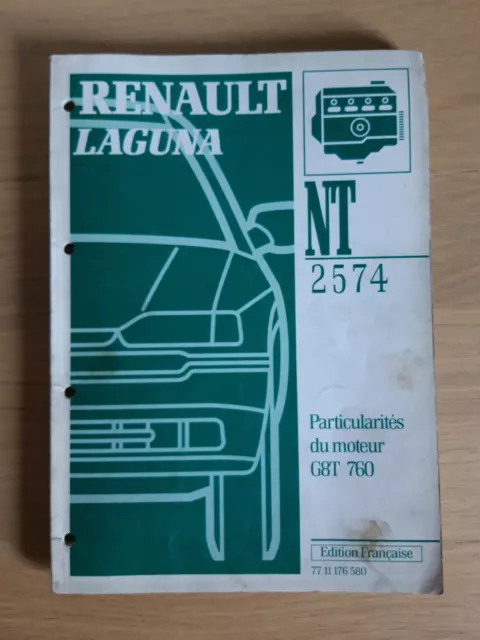 RENAULT
LAGUNA
NT
2574
Particularités
du moteur
G8T 760
Edition Française
77 11 176 580